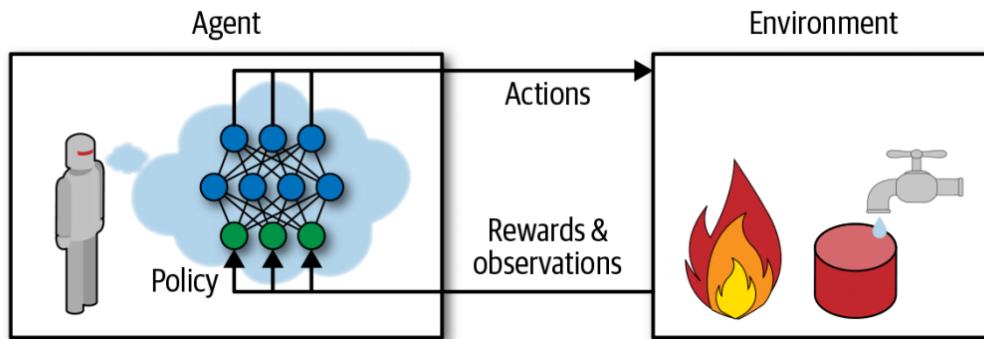 Agent
Environment
Actions
Rewards &
observations
Policy